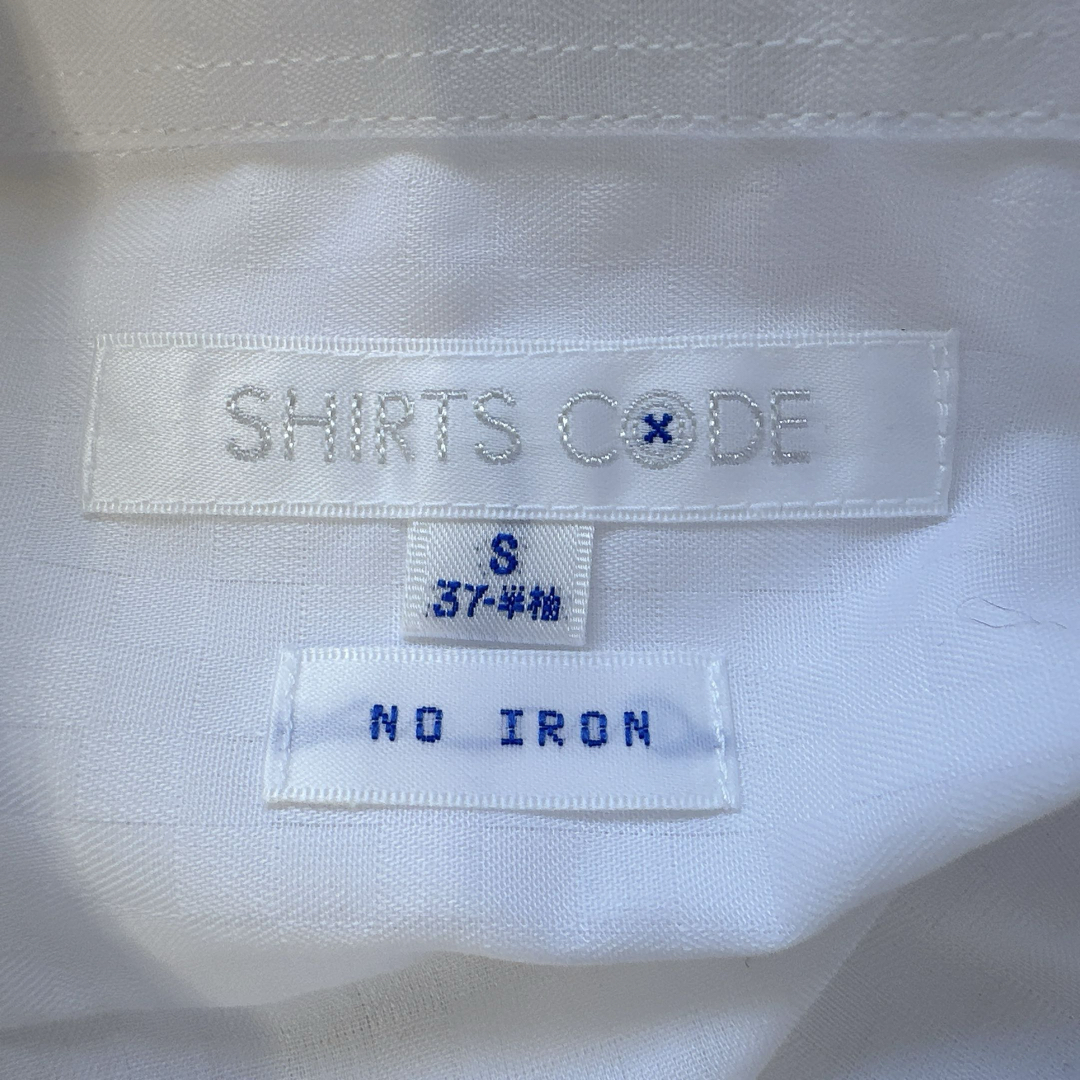 SHIRTS CODE
S
37-半袖
NO IRON